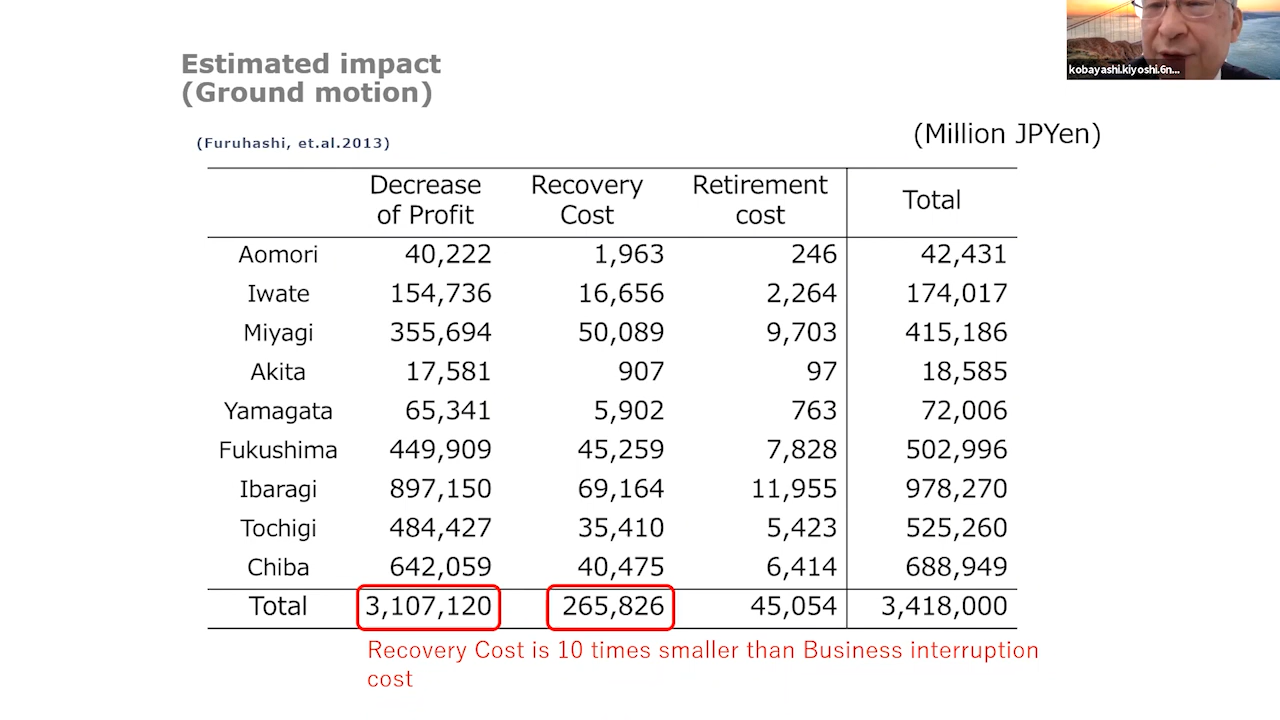 kobayashi.kiyoshi.6n...
Estimated impact
(Ground motion)
(Furuhashi, et.al.2013)
(Million JPYen)
Decrease of Profit Recovery Cost Retirement cost Total
Aomori 40,222 1,963 246 42,431
Iwate 154,736 16,656 2,264 174,017
Miyagi 355,694 50,089 9,703 415,186
Akita 17,581 907 97 18,585
Yamagata 65,341 5,902 763 72,006
Fukushima 449,909 45,259 7,828 502,996
Ibaragi 897,150 69,164 11,955 978,270
Tochigi 484,427 35,410 5,423 525,260
Chiba 642,059 40,475 6,414 688,949
Total 3,107,120 265,826 45,054 3,418,000
Recovery Cost is 10 times smaller than Business interruption
cost